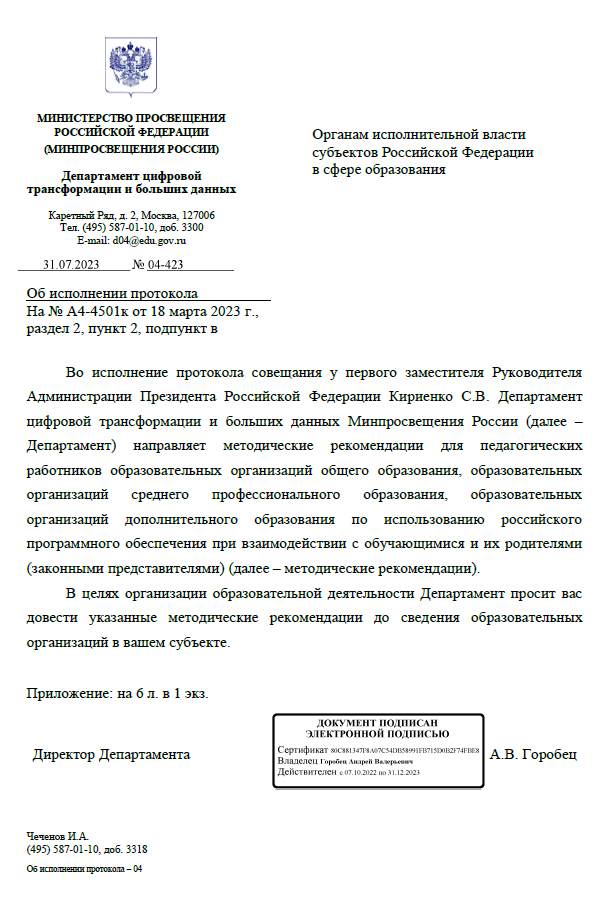 МИНИСТЕРСТВО ПРОСВЕЩЕНИЯ
РОССИЙСКОЙ ФЕДЕРАЦИИ
(МИНПРОСВЕЩЕНИЯ РОССИИ)
Департамент цифровой
трансформации и больших данных
Каретный Ряд, д. 2, Москва, 127006
Тел. (495) 587-01-10, доб. 3300
E-mail: d04@edu.gov.ru
31.07.2023 № 04-423
Органам исполнительной власти
субъектов Российской Федерации
в сфере образования
Об исполнении протокола
На № А4-4501к от 18 марта 2023 г.,
раздел 2, пункт 2, подпункт в
Во исполнение протокола совещания у первого заместителя Руководителя
Администрации Президента Российской Федерации Кириенко С.В. Департамент
цифровой трансформации и больших данных Минпросвещения России (далее –
Департамент) направляет методические рекомендации для педагогических
работников образовательных организаций общего образования, образовательных
организаций среднего профессионального образования, образовательных
организаций дополнительного образования по использованию российского
программного обеспечения при взаимодействии с обучающимися и их родителями
(законными представителями) (далее – методические рекомендации).
В целях организации образовательной деятельности Департамент просит вас
довести указанные методические рекомендации до сведения образовательных
организаций в вашем субъекте.
Приложение: на 6 л. в 1 экз.
ДОКУМЕНТ ПОДПИСАН
ЭЛЕКТРОННОЙ ПОДПИСЬЮ
Сертификат 80C881347F8A07C54DB58991FB715D0B2F74FBE8
Владелец Горобец Андрей Валерьевич
Действителен с 07.10.2022 по 31.12.2023
Директор Департамента А.В. Горобец
Чеченов И.А.
(495) 587-01-10, доб. 3318
Об исполнении протокола – 04